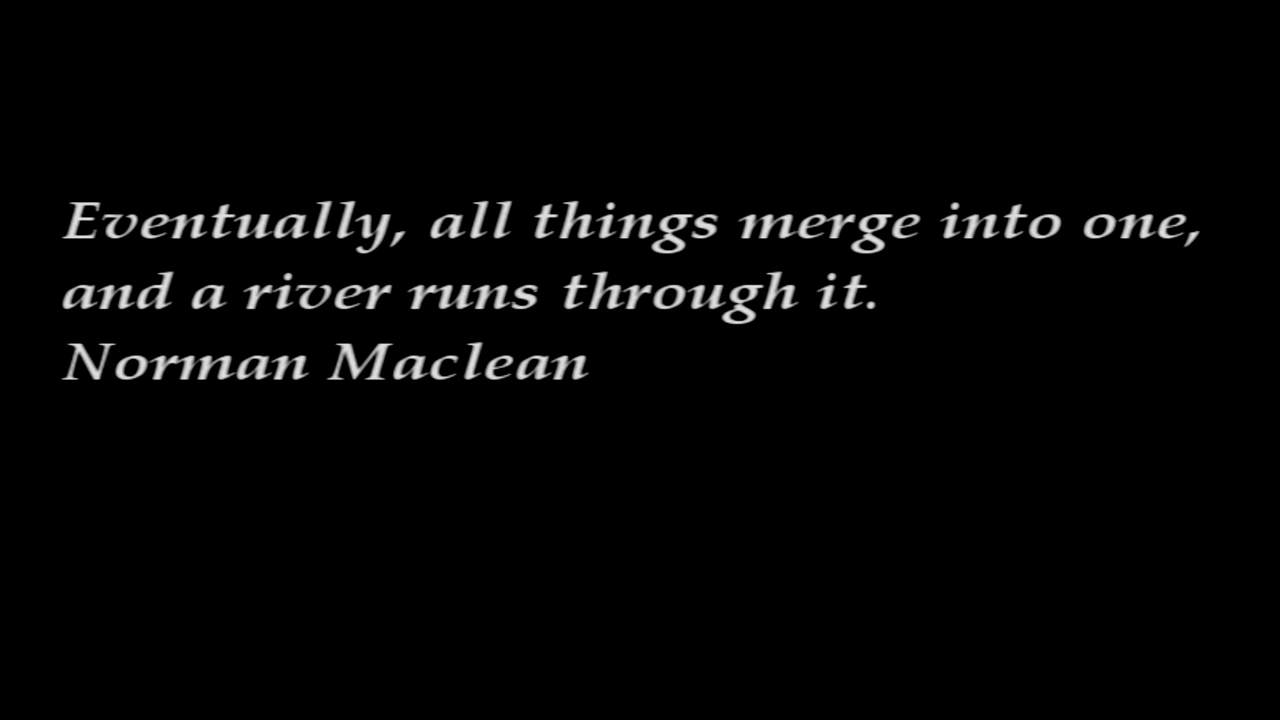 Eventually, all things merge into one,
and a river runs through it.
Norman Maclean